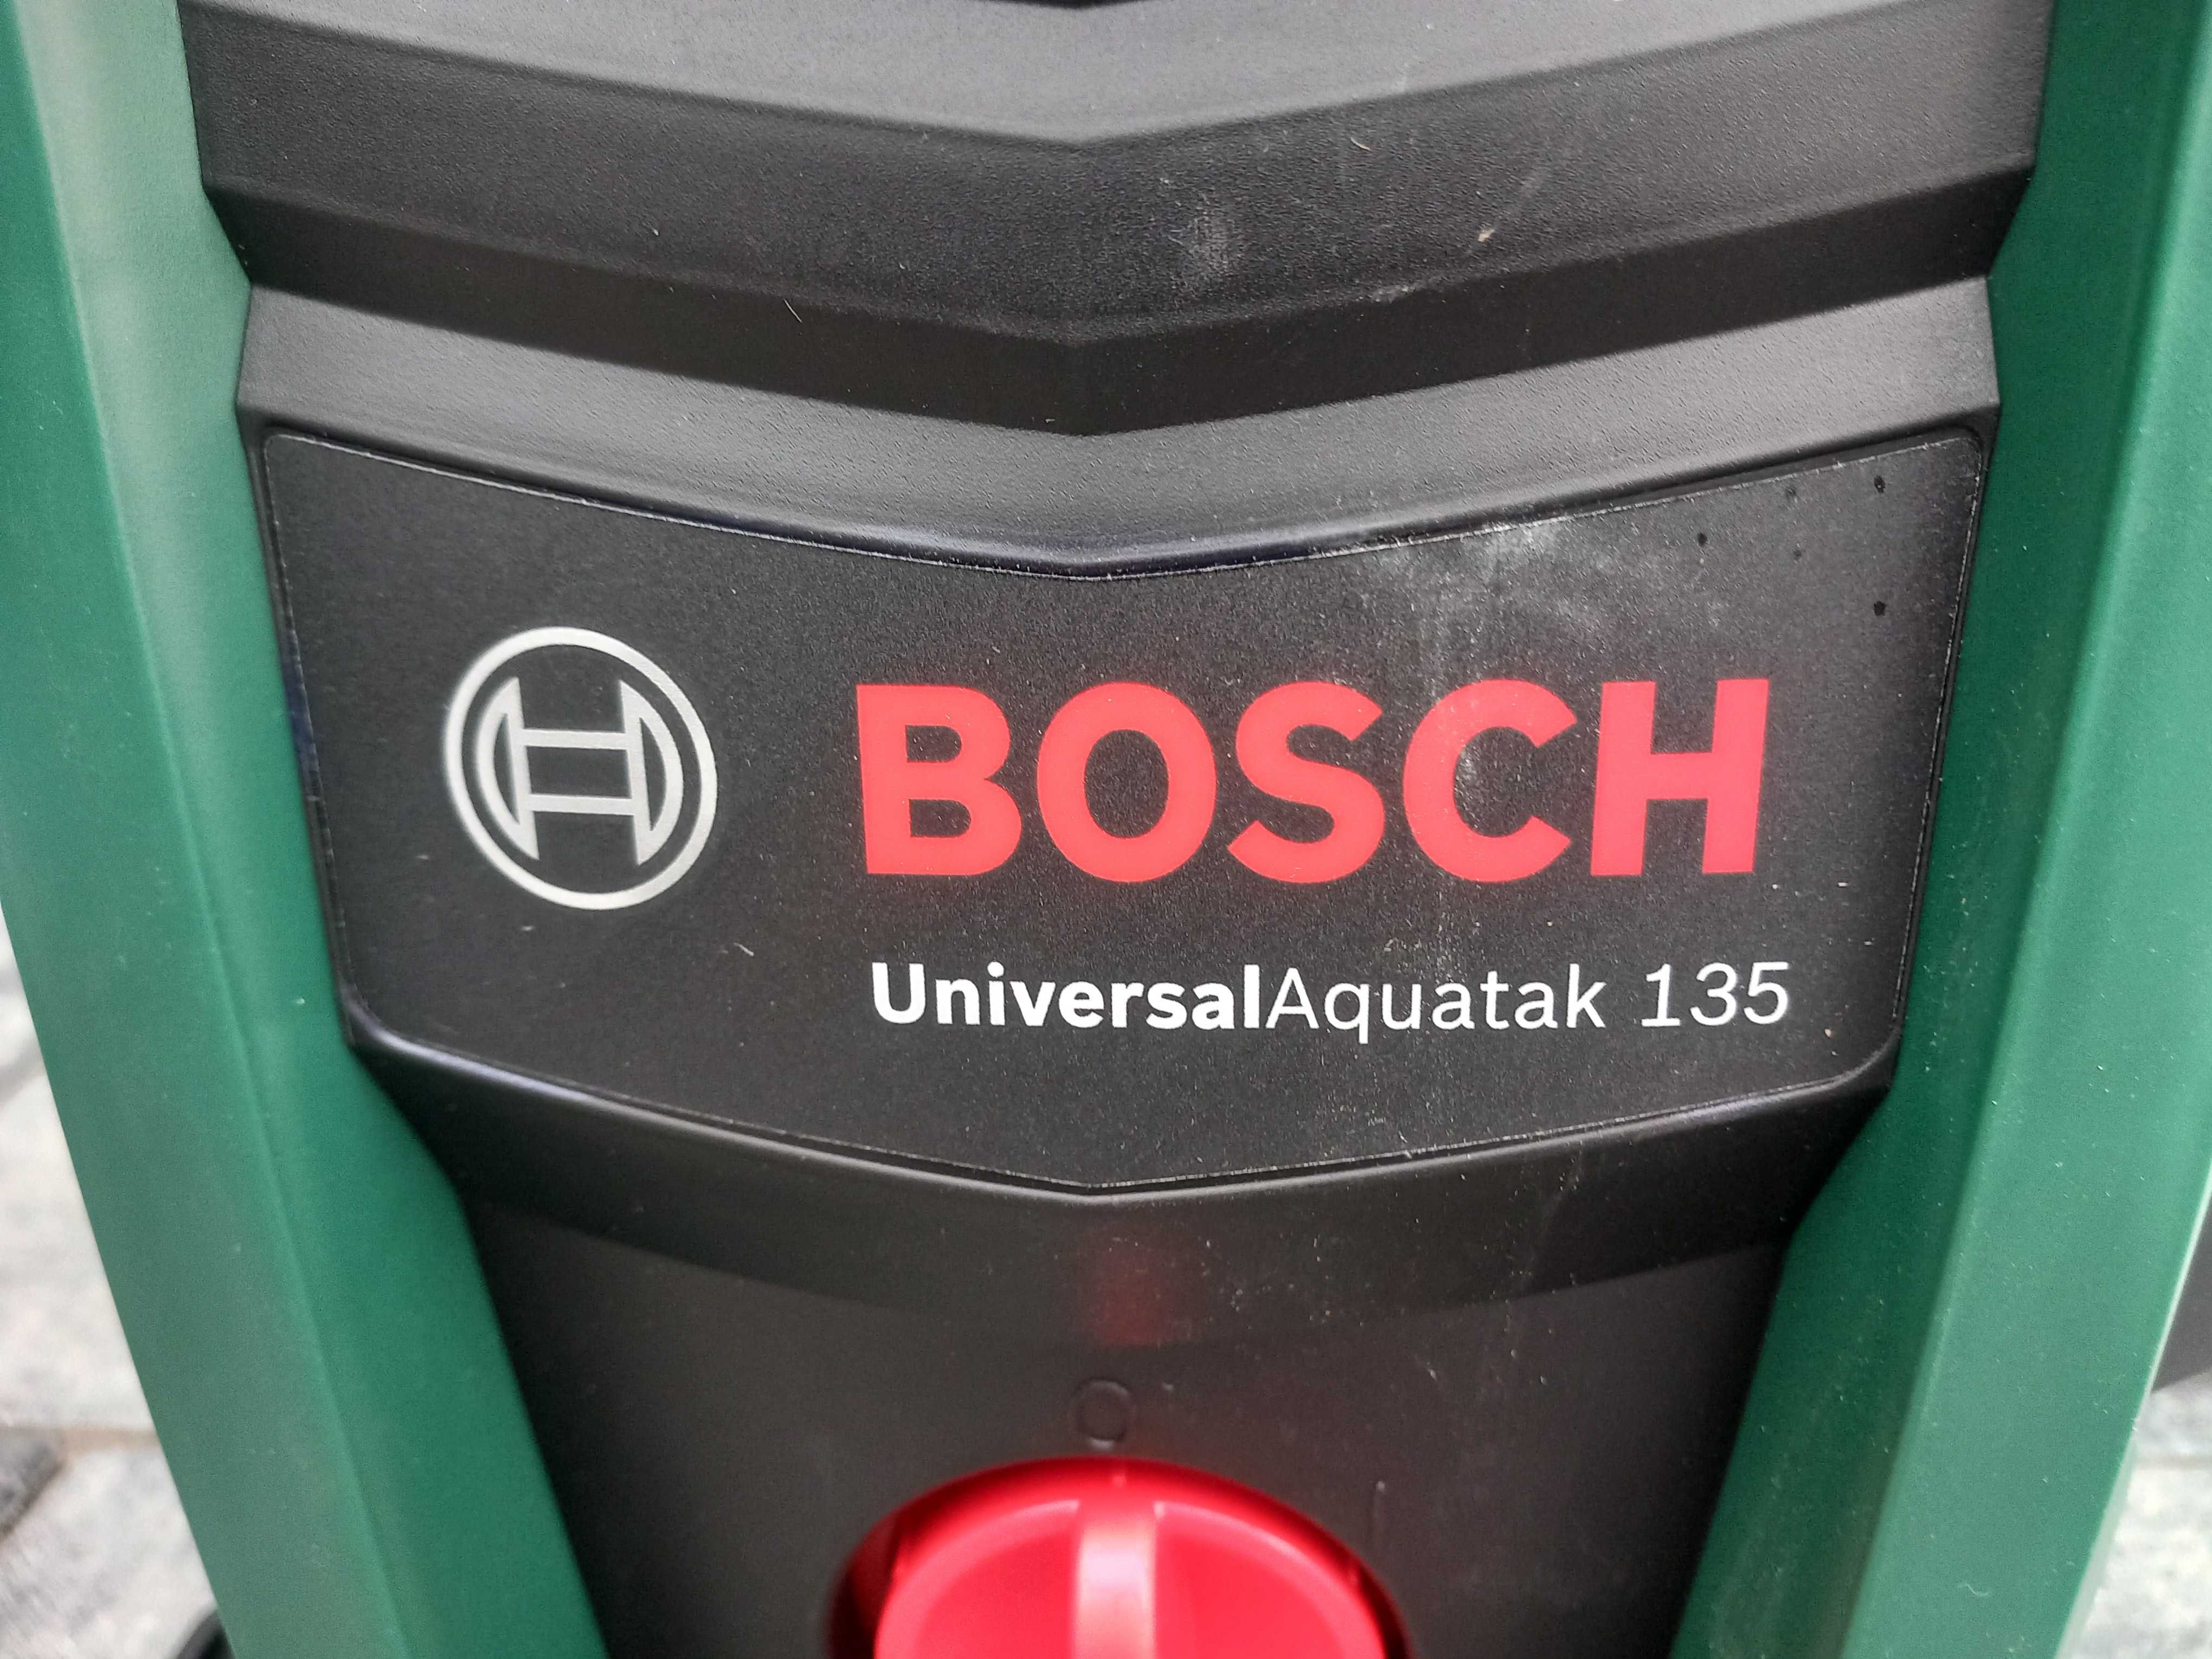 BOSCH
UniversalAquatak 135
O
I